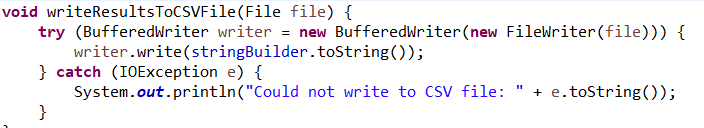 void writeResultsToCSVFile(File file) {
    try (BufferedWriter writer = new BufferedWriter(new FileWriter(file))) {
        writer.write(stringBuilder.toString());
    } catch (IOException e) {
        System.out.println("Could not write to CSV file: " + e.toString());
    }